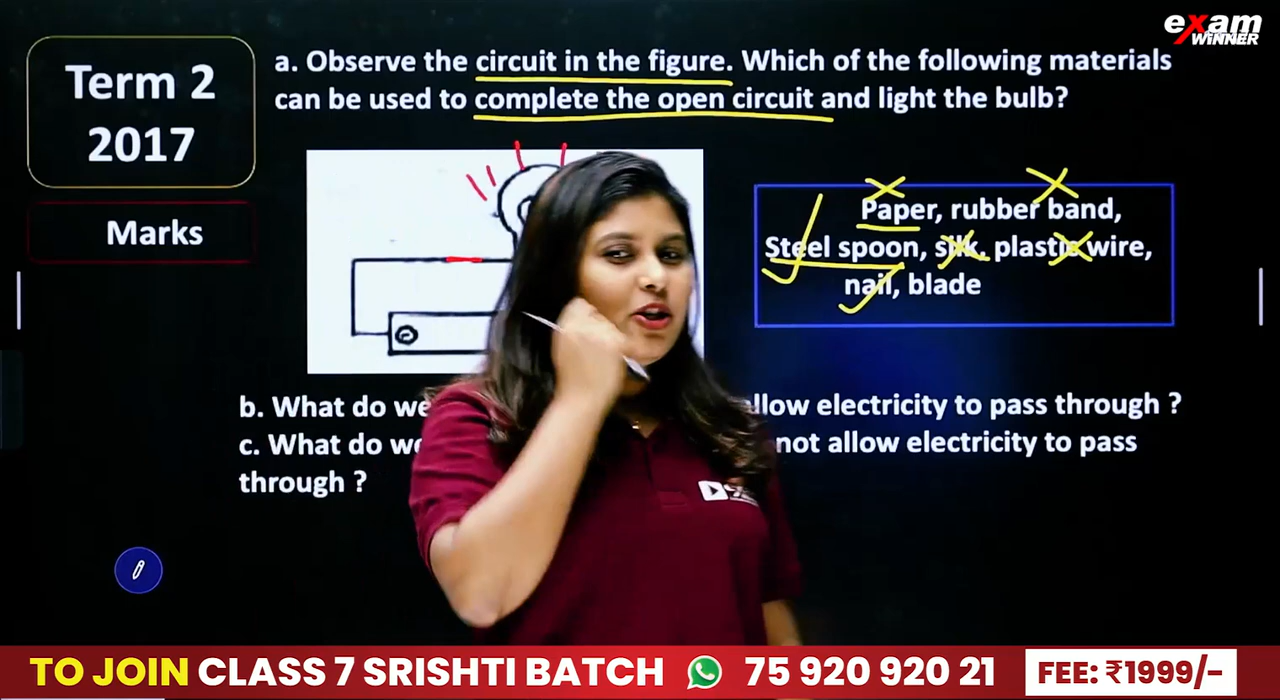 exam
WINNER
Term 2
2017
Marks
a. Observe the circuit in the figure. Which of the following materials
can be used to complete the open circuit and light the bulb?
Paper, rubber band,
Steel spoon, silk, plastic wire,
nail, blade
b. What do we allow electricity to pass through ?
c. What do we not allow electricity to pass
through ?
TO JOIN CLASS 7 SRISHTI BATCH 75 920 920 21 FEE: ₹1999/-